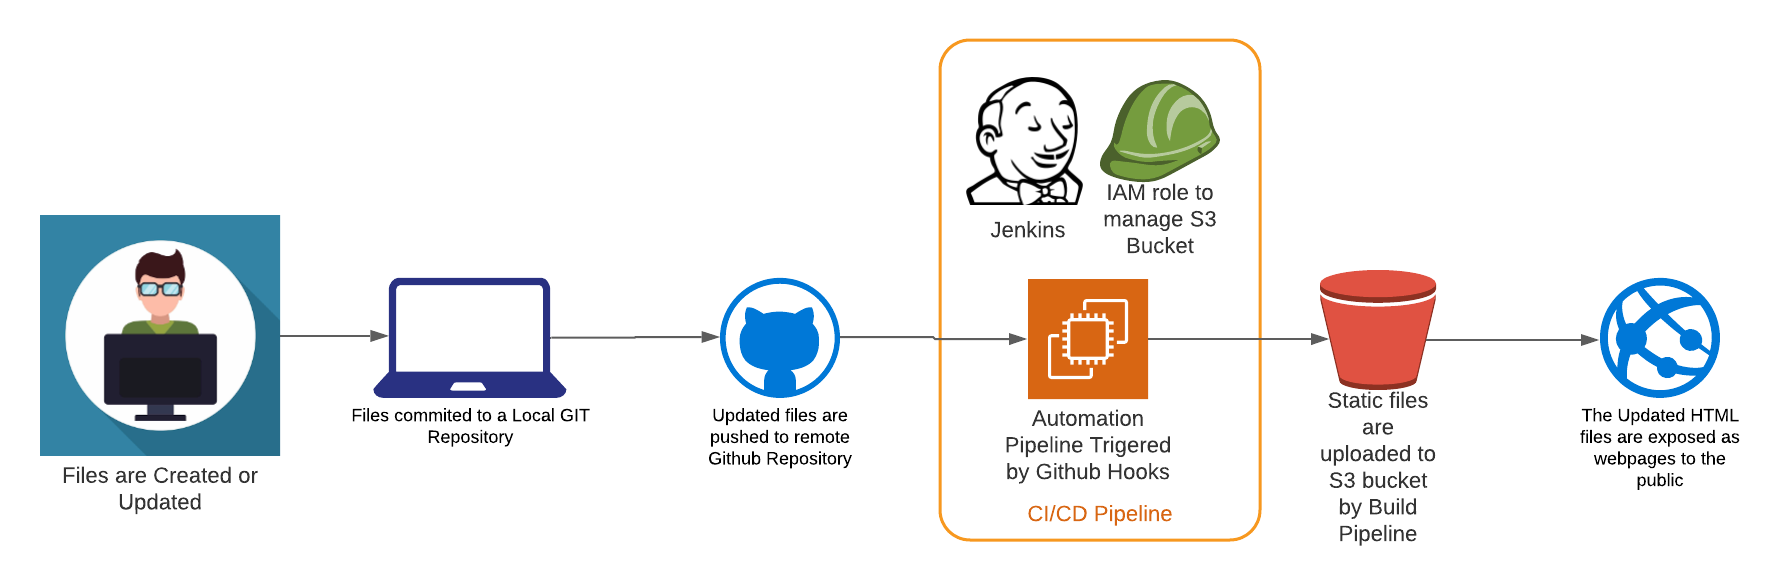 Files are Created or
Updated
Files commited to a Local GIT
Repository
Updated files are
pushed to remote
Github Repository
Jenkins
IAM role to
manage S3
Bucket
Automation
Pipeline Trigered
by Github Hooks
CI/CD Pipeline
Static files
are
uploaded to
S3 bucket
by Build
Pipeline
The Updated HTML
files are exposed as
webpages to the
public